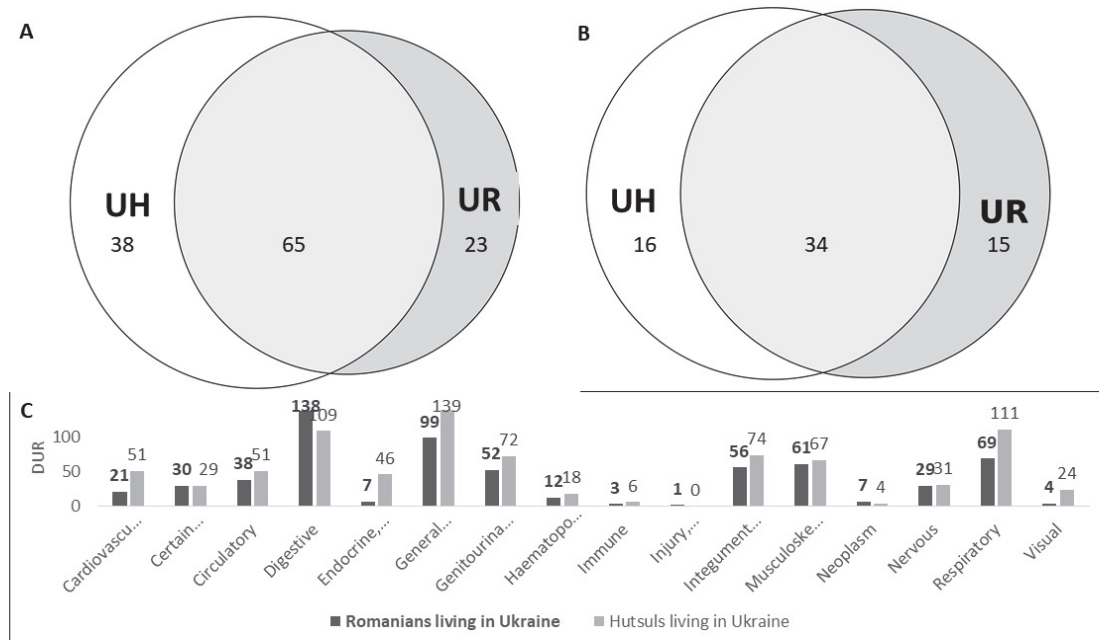 A
UH
38
65
UR
23
B
UH
16
34
UR
15
C
DUR
100
50
0
21 51
30 29
38 51
138 109
7 46
99 139
52 72
12 18
3 6
1 0
56 74
61 67
7 4
29 31
69 111
4 24
Cardiovascu...
Certain...
Circulatory
Digestive
Endocrine,...
General...
Genitourina...
Haematopo...
Immune
Injury,...
Integument...
Musculoske...
Neoplasm
Nervous
Respiratory
Visual
Romanians living in Ukraine
Hutsuls living in Ukraine